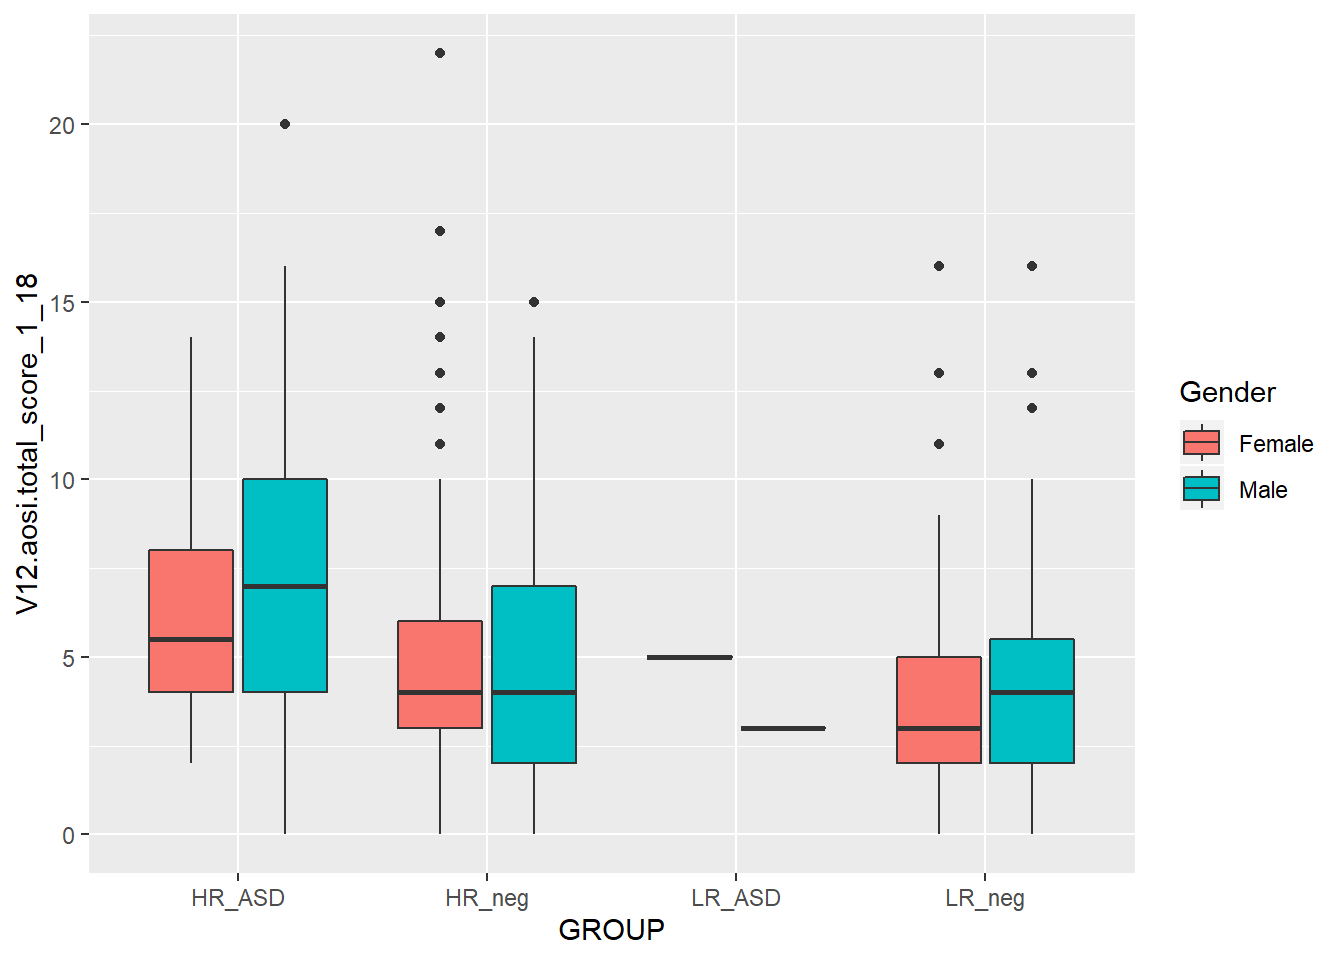 V12.aosi.total_score_1_18
20
15
10
5
0
HR_ASD
HR_neg
LR_ASD
LR_neg
GROUP
Gender
Female
Male